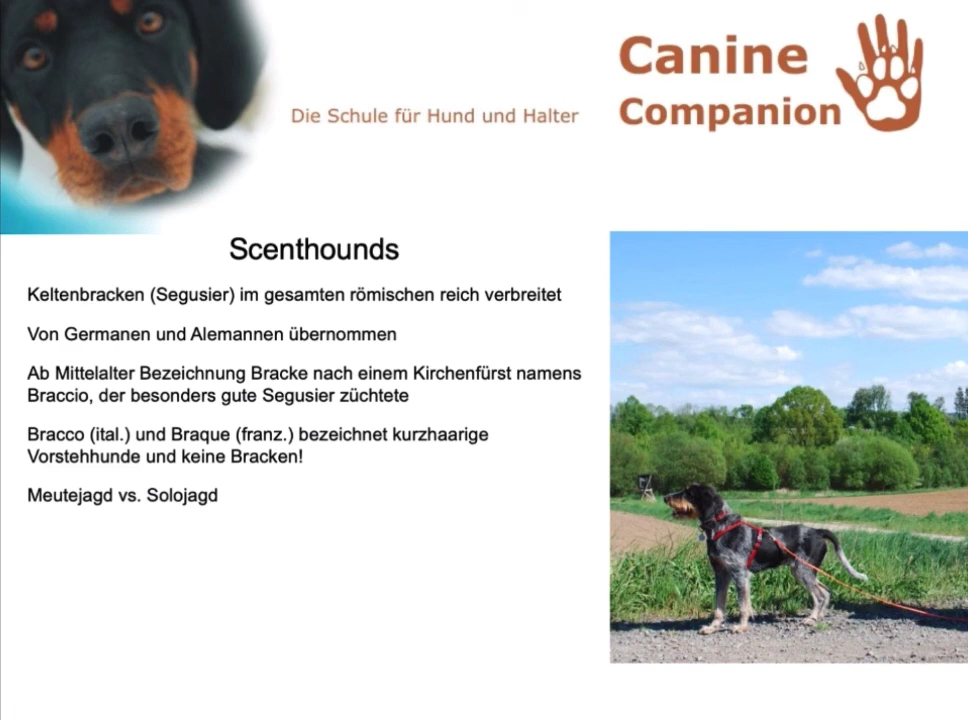 Canine
Die Schule für Hund und Halter
Companion
Scenthounds
Keltenbracken (Segusier) im gesamten römischen reich verbreitet
Von Germanen und Alemannen übernommen
Ab Mittelalter Bezeichnung Bracke nach einem Kirchenfürst namens
Braccio, der besonders gute Segusier züchtete
Bracco (ital.) und Braque (franz.) bezeichnet kurzhaarige
Vorstehhunde und keine Bracken!
Meutejagd vs. Solojagd